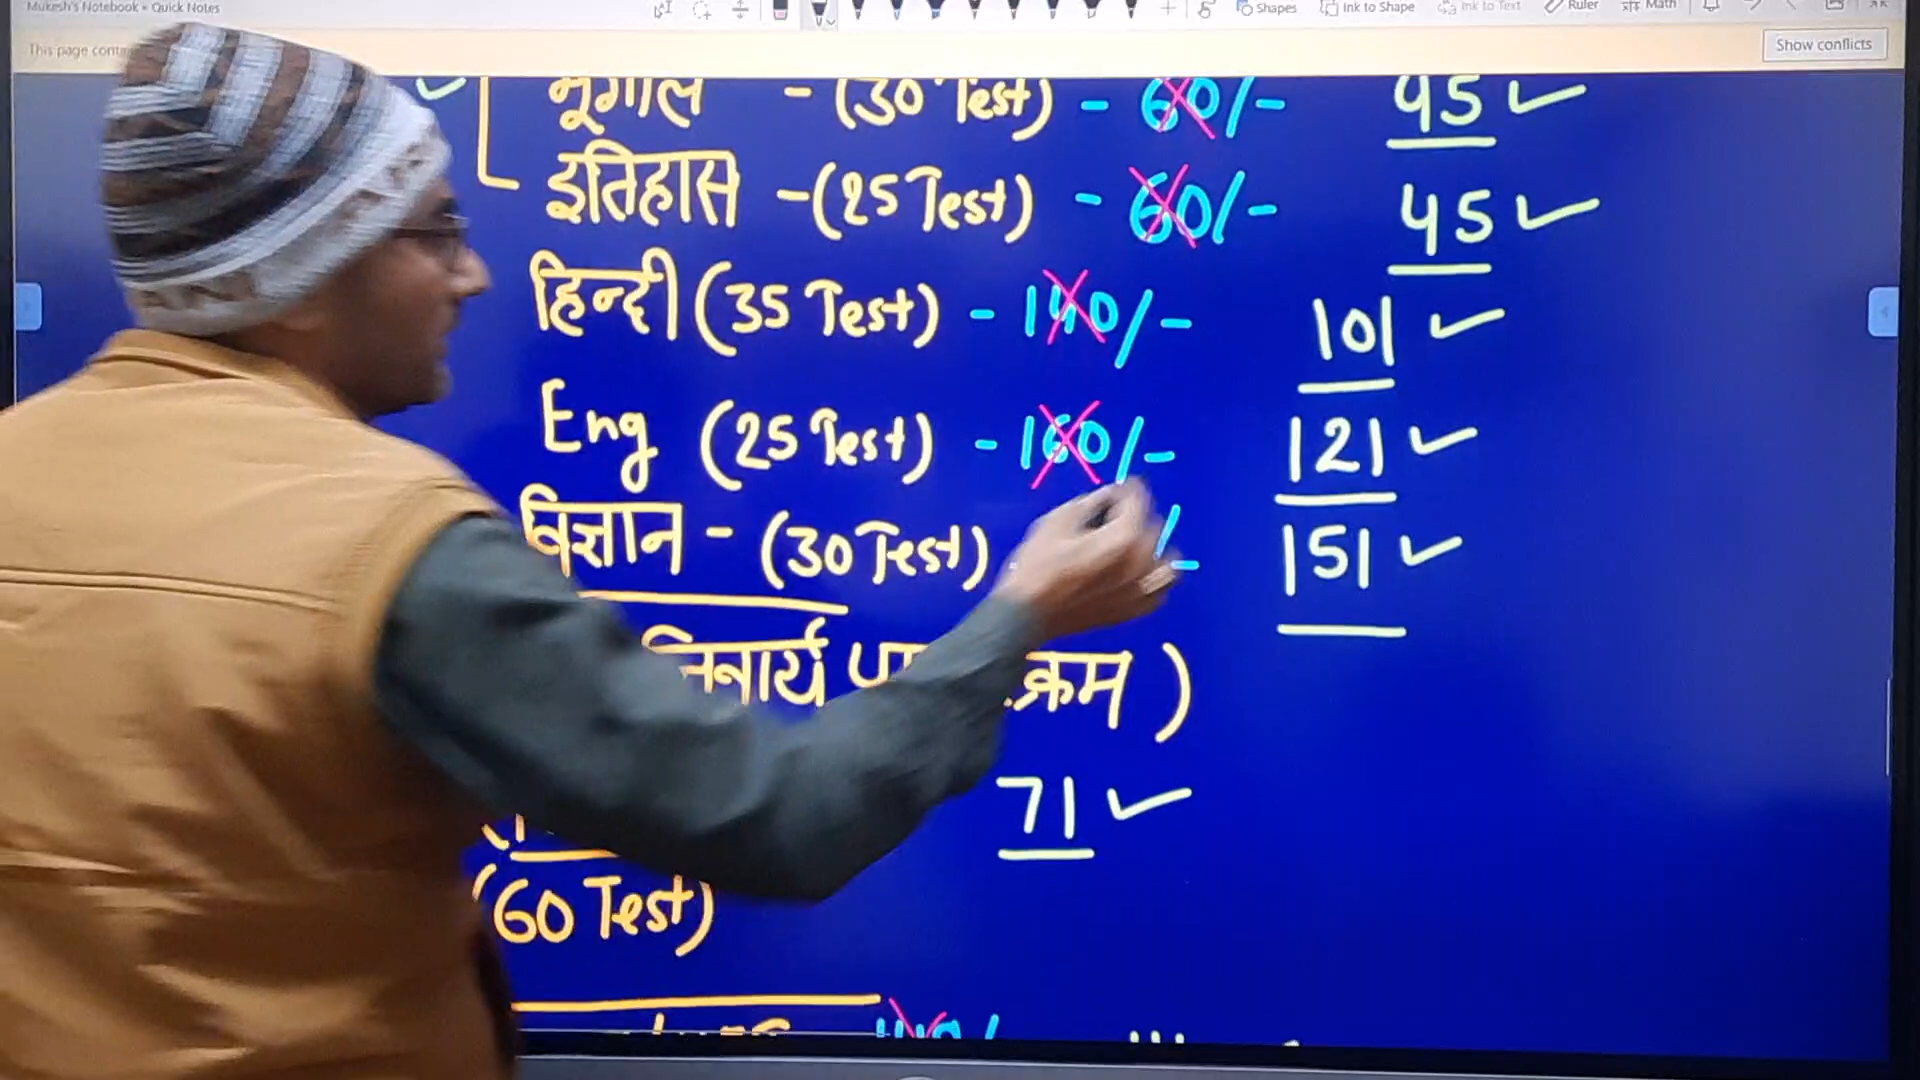 Mukesh's Notebook » Quick Notes Shapes Ink to Shape Ink to Text Ruler Math
This page Show conflicts
भूगोल - (30 Test) - 60/- 45
इतिहास - (25 Test) - 60/- 45
हिन्दी (35 Test) - 140/- 101
Eng (25 Test) - 160/- 121
विज्ञान - (30 Test) /- 151
क्रम)
71
(60 Test)